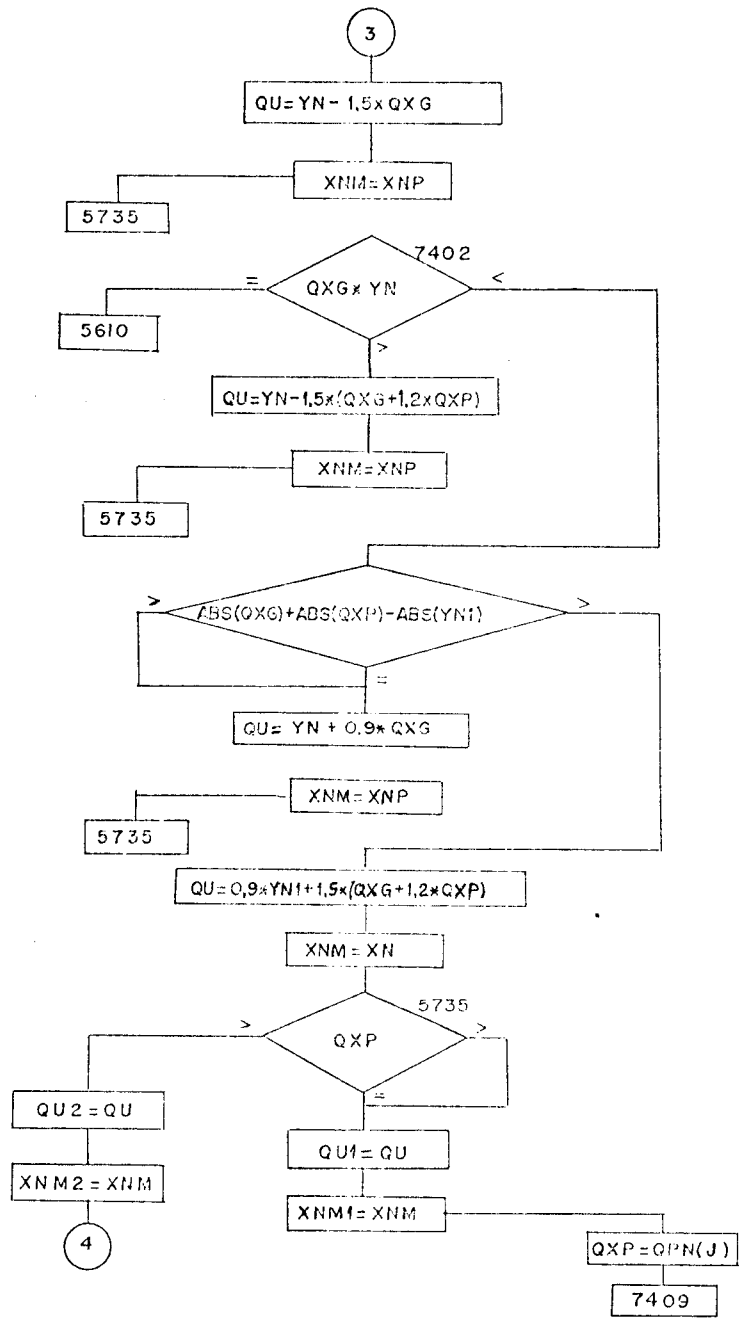 3
QU=YN-1,5xQXG
XNM=XNP
5735
7402
=
QXG*YN
<
5610
>
QU=YN-1,5*(QXG+1,2xQXP)
XNM=XNP
5735
>
ABS(QXG)+ABS(QXP)-ABS(YN1)
>
=
QU= YN + 0.9* QXG
XNM=XNP
5735
QU=0,9*YN1+1,5*(QXG+1,2*QXP)
XNM=XN
5735
>
QXP
>
=
QU2=QU
QU1=QU
XNM2=XNM
XNM1=XNM
4
QXP=QPN(J)
7409